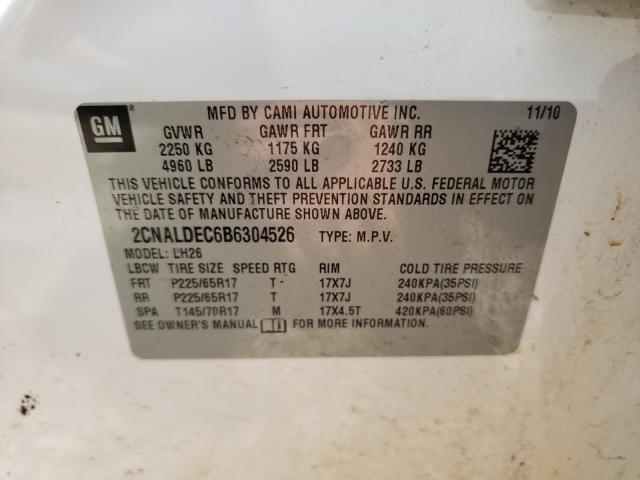 GM ® MFD BY CAMI AUTOMOTIVE INC. 11/10
GVWR GAWR FRT GAWR RR
2250 KG 1175 KG 1240 KG
4960 LB 2590 LB 2733 LB
THIS VEHICLE CONFORMS TO ALL APPLICABLE U.S. FEDERAL MOTOR
VEHICLE SAFETY AND THEFT PREVENTION STANDARDS IN EFFECT ON
THE DATE OF MANUFACTURE SHOWN ABOVE.
2CNALDEC6B6304526 TYPE: M.P.V.
MODEL: LH26
LBCW TIRE SIZE SPEED RTG RIM COLD TIRE PRESSURE
FRT P225/65R17 T 17X7J 240KPA(35PSI)
RR P225/65R17 T 17X7J 240KPA(35PSI)
SPA T145/70R17 M 17X4.5T 420KPA(60PSI)
SEE OWNER'S MANUAL FOR MORE INFORMATION.